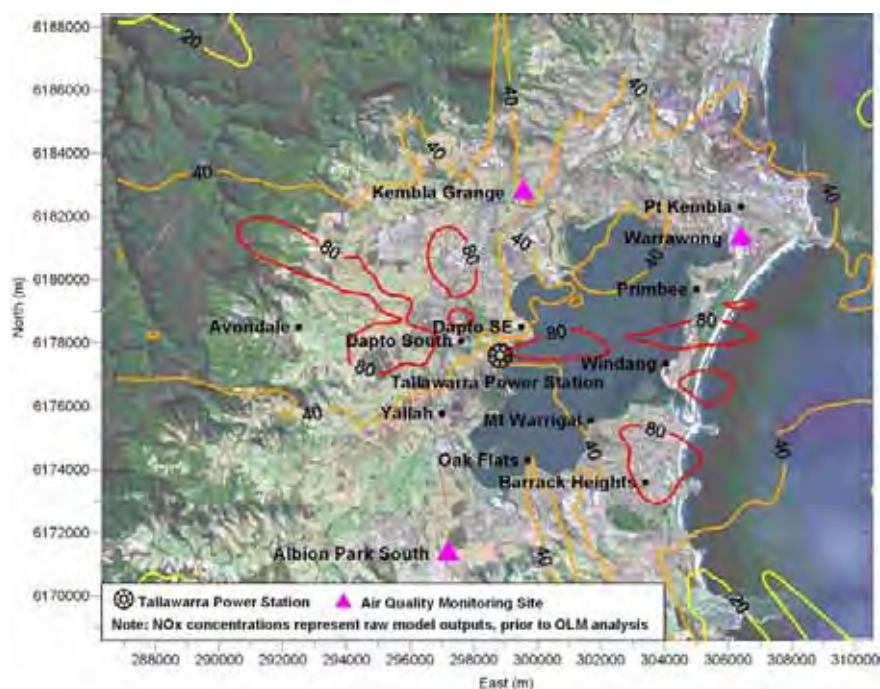 6188000
6186000
6184000
6182000
6180000
6178000
6176000
6174000
6172000
6170000
North (m)
20
40
40
40
40
Kembla Grange
Pt Kembla
Warrawong
40
40
40
80
80
Primbee
Avondale
Dapto SE
Dapto South
80
80
80
Windang
Tallawarra Power Station
40
Yallah
Mt Warrigal
40
40
80
Oak Flats
Barrack Heights
Albion Park South
40
20
Tallawarra Power Station
Air Quality Monitoring Site
Note: NOx concentrations represent raw model outputs, prior to OLM analysis
288000 290000 292000 294000 296000 298000 300000 302000 304000 306000 308000 310000
East (m)